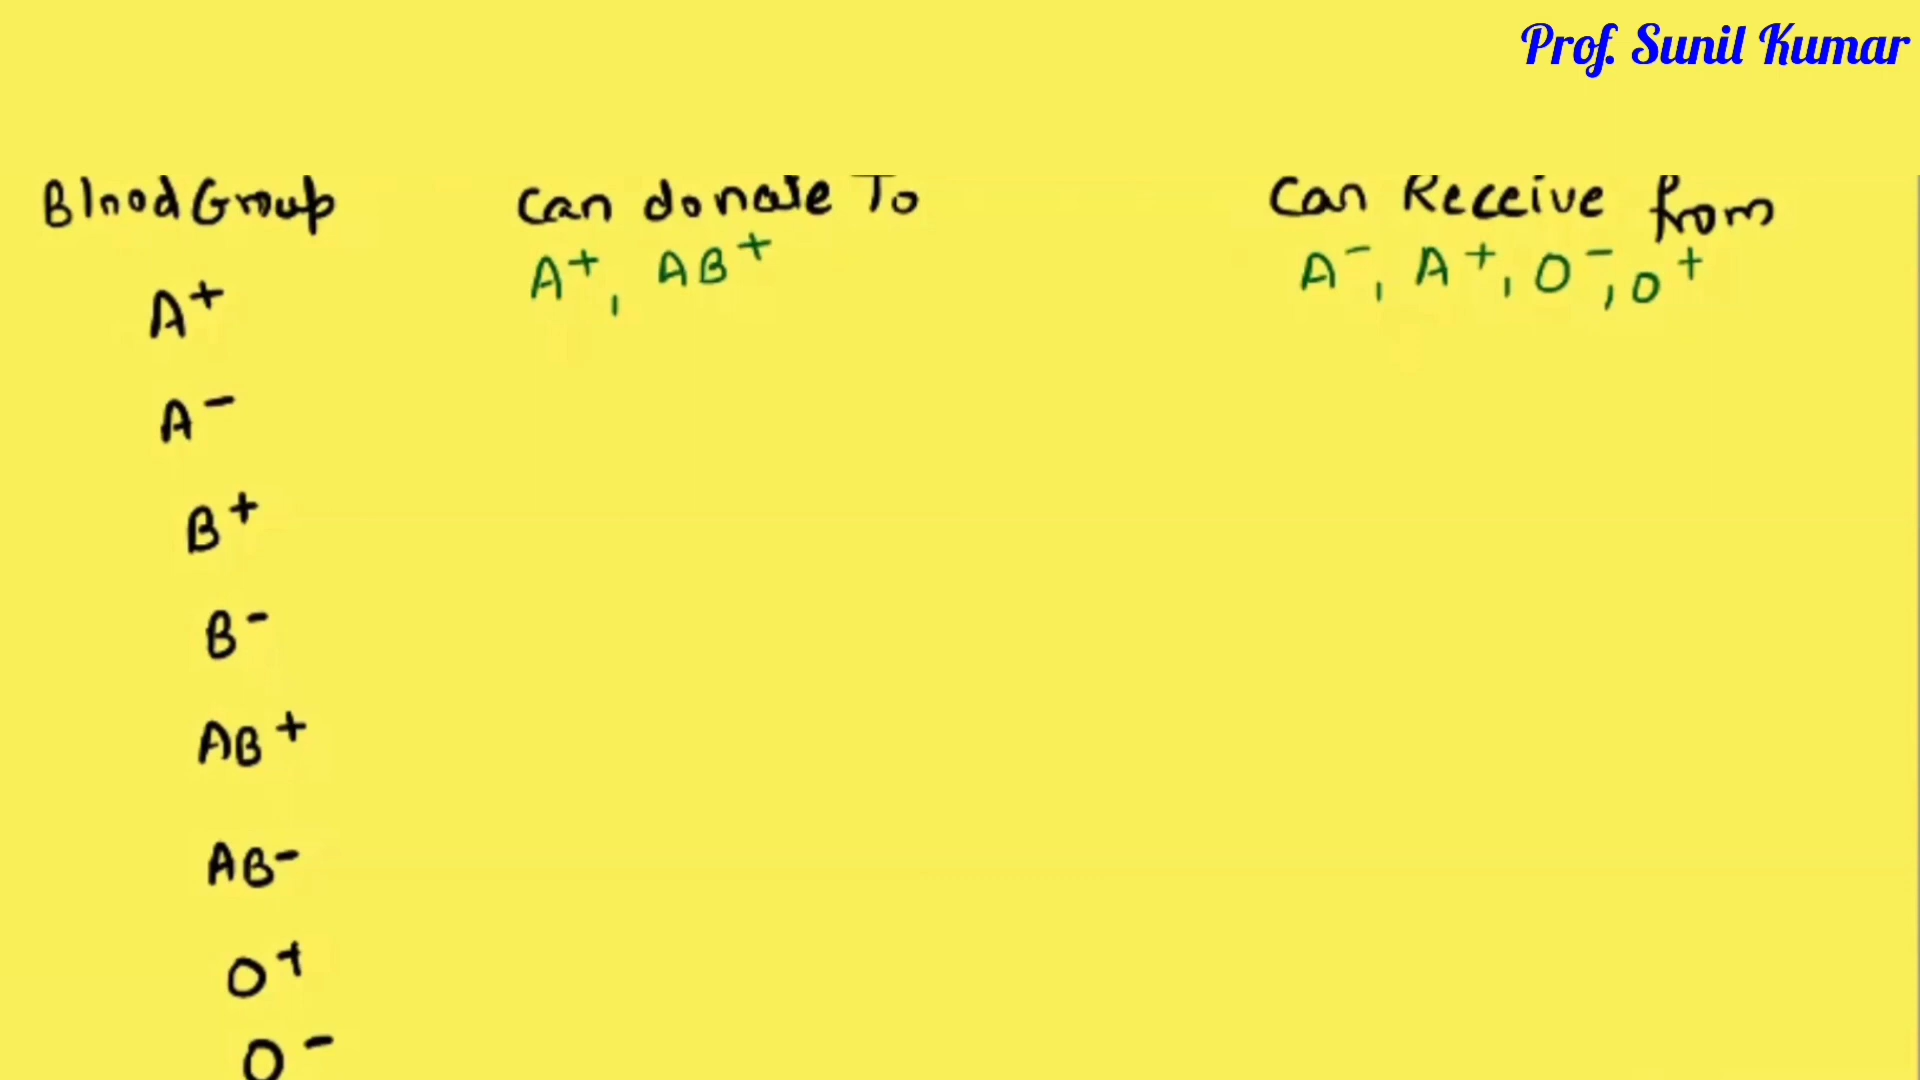 Prof. Sunil Kumar
Blood Group Can donate To Can Receive from
A+ A+, AB+ A-, A+, O-, O+
A-
B+
B-
AB+
AB-
O+
O-